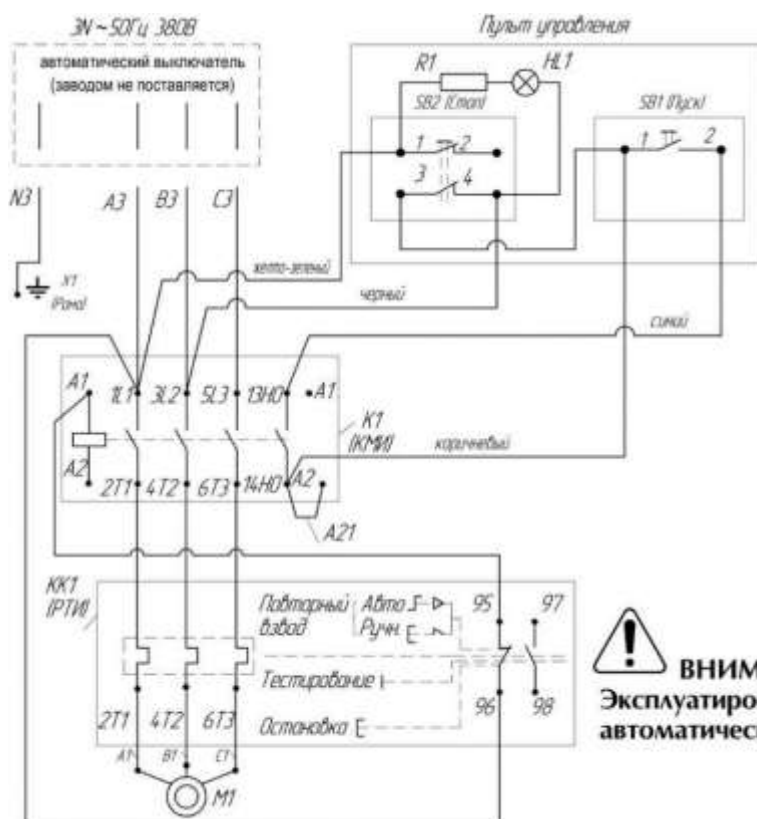 3N ~50Гц 380В
автоматический выключатель
(заводом не поставляется)
Пульт управления
R1
HL1
SB2 (Стоп)
SB1 (Пуск)
1
2
3
4
1
2
N3
A3
B3
C3
X1
(Рама)
желто-зеленый
черный
синий
A1
1L1
3L2
5L3
13НО
A1
K1
(КМИ)
коричневый
A2
2T1
4T2
6T3
14НО
A2
A21
KK1
(РТИ)
Повторный
взвод
Авто
Ручн.
95
97
Тестирование
96
98
2T1
4T2
6T3
Остановка
A1
B1
C1
M1
ВНИМ
Эксплуатиро
автоматичес